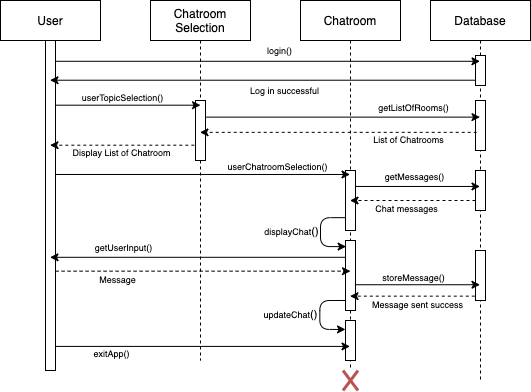 User
Chatroom
Selection
Chatroom
Database
login()
Log in successful
userTopicSelection()
getListOfRooms()
List of Chatrooms
Display List of Chatroom
userChatroomSelection()
getMessages()
Chat messages
displayChat()
getUserInput()
Message
storeMessage()
Message sent success
updateChat()
exitApp()